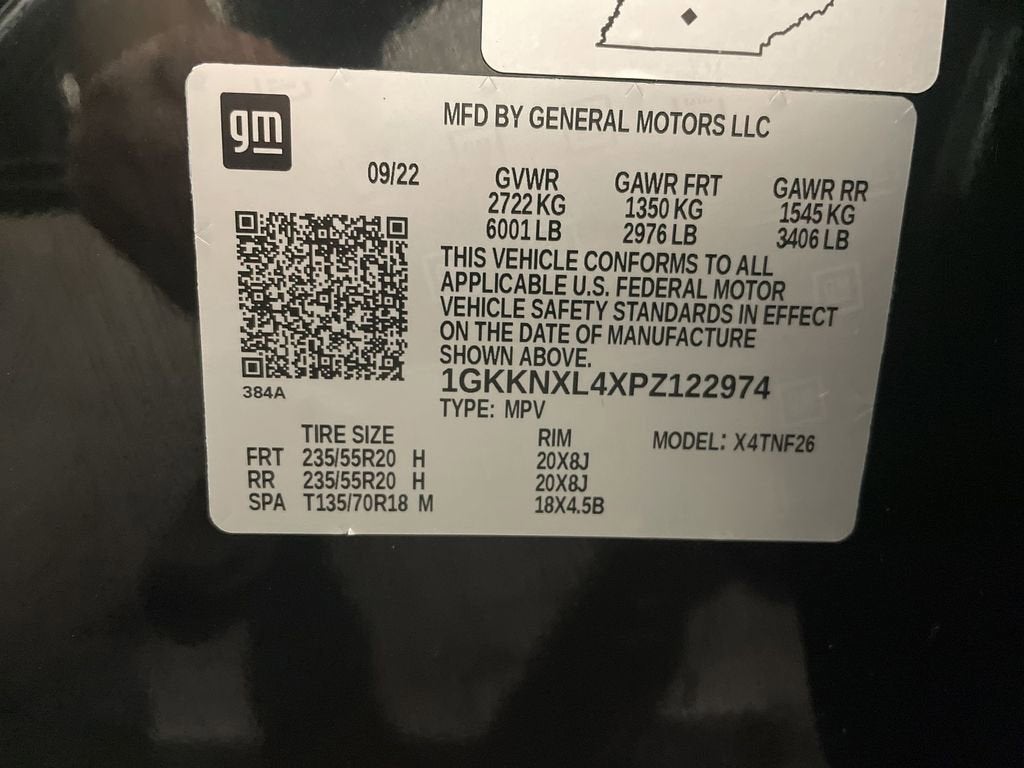 gm
MFD BY GENERAL MOTORS LLC
09/22
GVWR GAWR FRT GAWR RR
2722 KG 1350 KG 1545 KG
6001 LB 2976 LB 3406 LB
THIS VEHICLE CONFORMS TO ALL
APPLICABLE U.S. FEDERAL MOTOR
VEHICLE SAFETY STANDARDS IN EFFECT
ON THE DATE OF MANUFACTURE
SHOWN ABOVE.
384A
1GKKNXL4XPZ122974
TYPE: MPV
TIRE SIZE RIM MODEL: X4TNF26
FRT 235/55R20 H 20X8J
RR 235/55R20 H 20X8J
SPA T135/70R18 M 18X4.5B